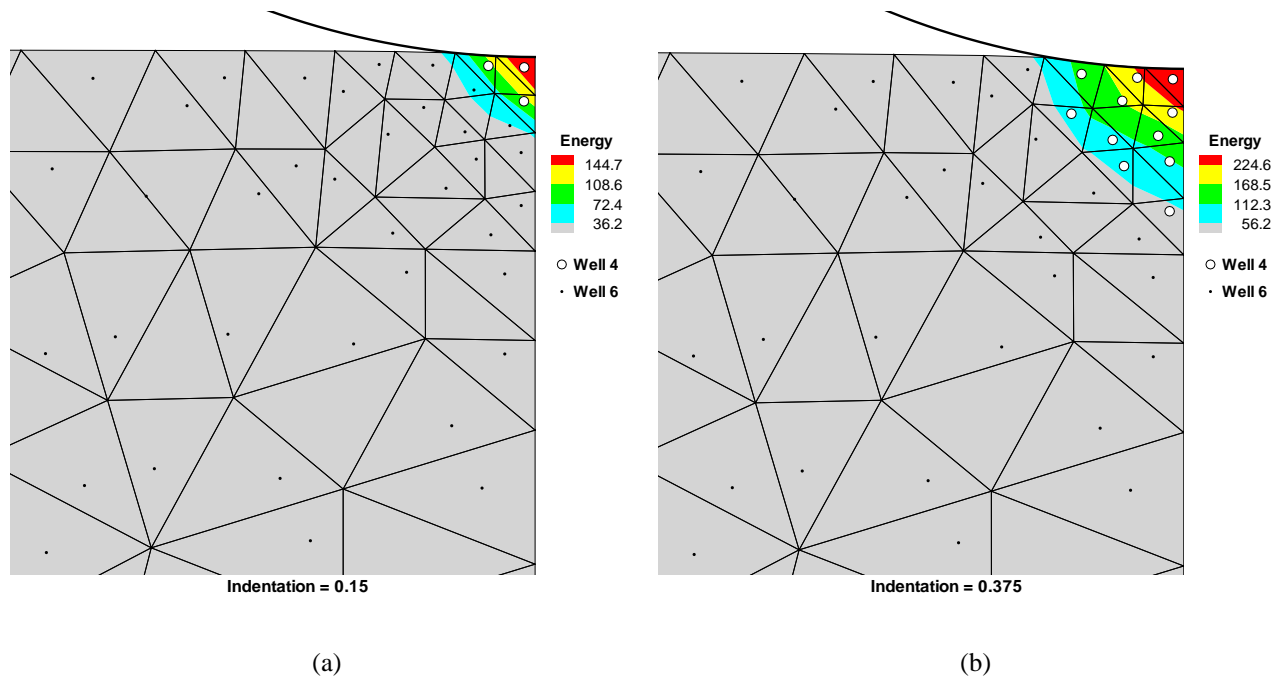 Energy
144.7
108.6
72.4
36.2
Well 4
Well 6
Indentation = 0.15
(a)
Energy
224.6
168.5
112.3
56.2
Well 4
Well 6
Indentation = 0.375
(b)